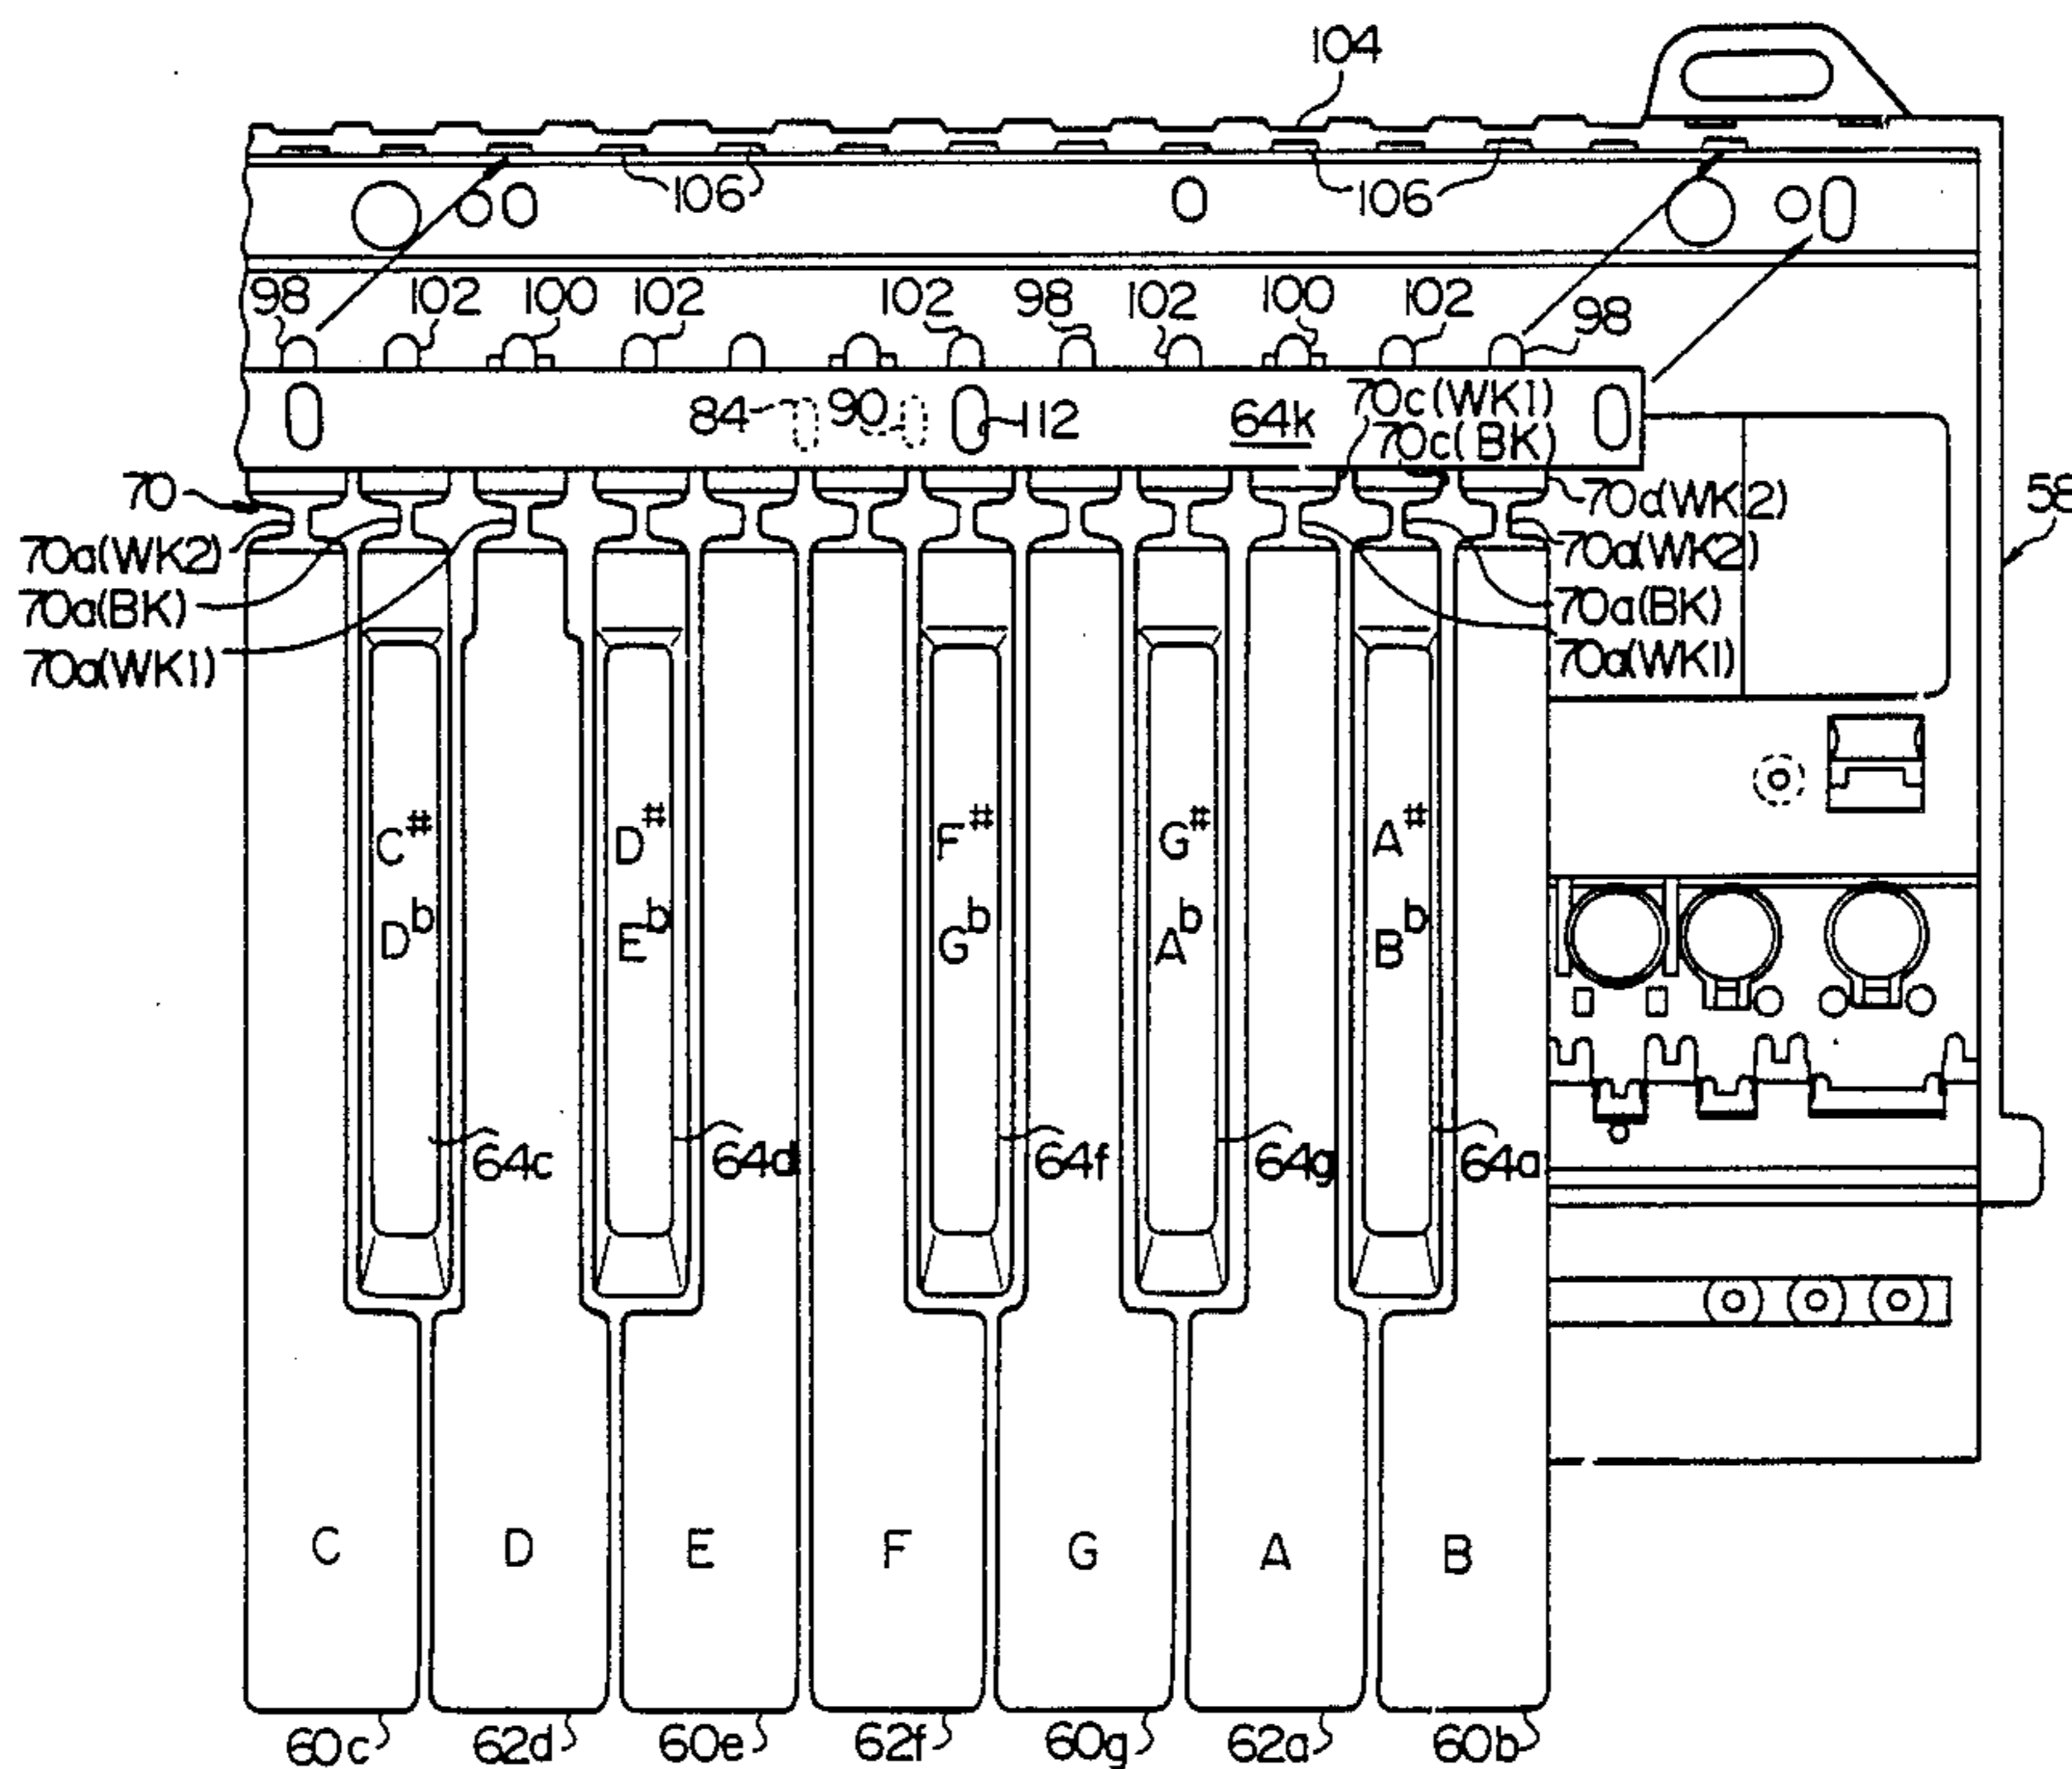 104
106 106
98 102 100 102 102 98 102 100 102 98
84 90 112 64k 70c(WK1)
70c(BK)
70 70d(WK2) 58
70a(WK2) 70a(WK2)
70a(BK) 70a(BK)
70a(WK1) 70a(WK1)
C# D# F# G# A#
Db Eb Gb Ab Bb
64c 64d 64f 64g 64a
C D E F G A B
60c 62d 60e 62f 60g 62a 60b